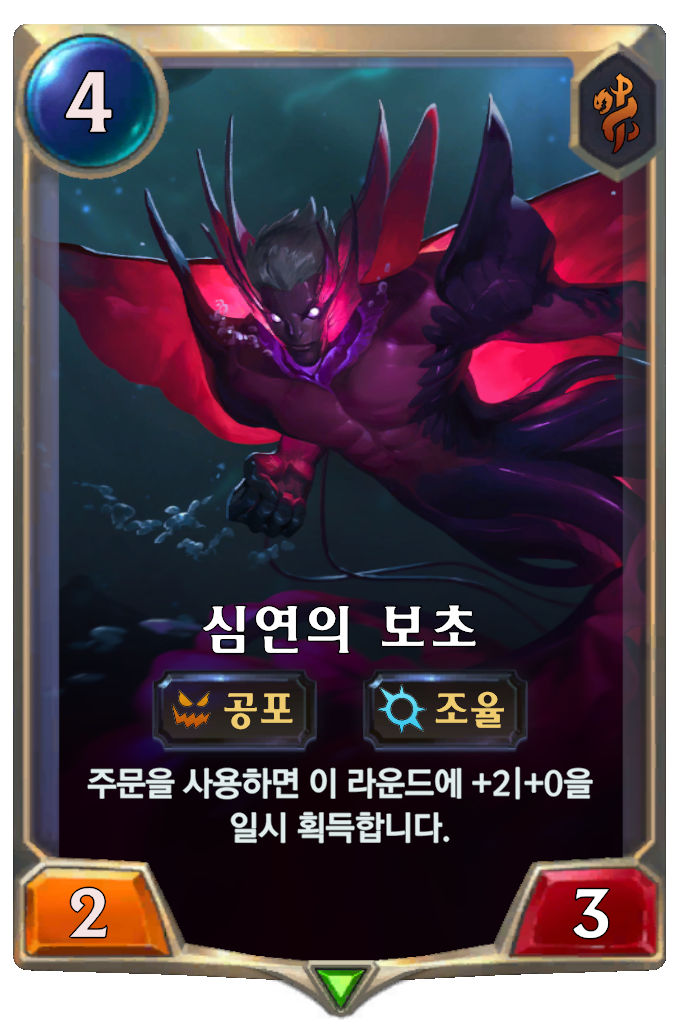 4
심연의 보초
공포 조율
주문을 사용하면 이 라운드에 +2|+0을
일시 획득합니다.
2 3